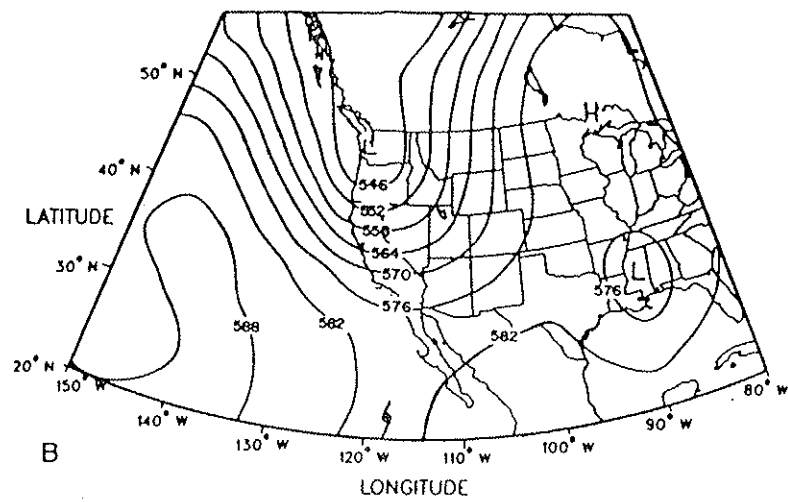 50° N
40° N
LATITUDE
30° N
20° N
150° W
140° W
130° W
120° W
110° W
100° W
90° W
80° W
LONGITUDE
B
H
L
L
546
552
558
564
570
576
576
582
582
588